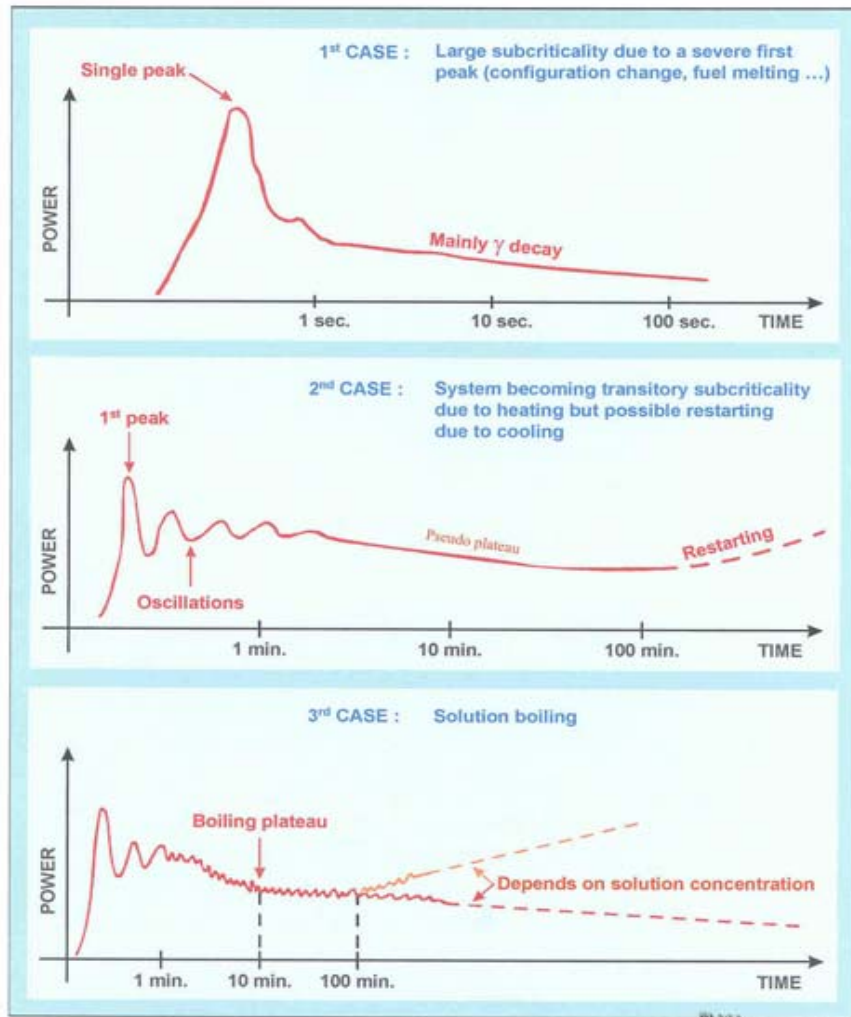 1st CASE : Large subcriticality due to a severe first
peak (configuration change, fuel melting ...)
Single peak
POWER
Mainly γ decay
1 sec. 10 sec. 100 sec. TIME
2nd CASE : System becoming transitory subcriticality
due to heating but possible restarting
due to cooling
1st peak
POWER
Pseudo plateau
Restarting
Oscillations
1 min. 10 min. 100 min. TIME
3rd CASE : Solution boiling
POWER
Boiling plateau
Depends on solution concentration
1 min. 10 min. 100 min. TIME